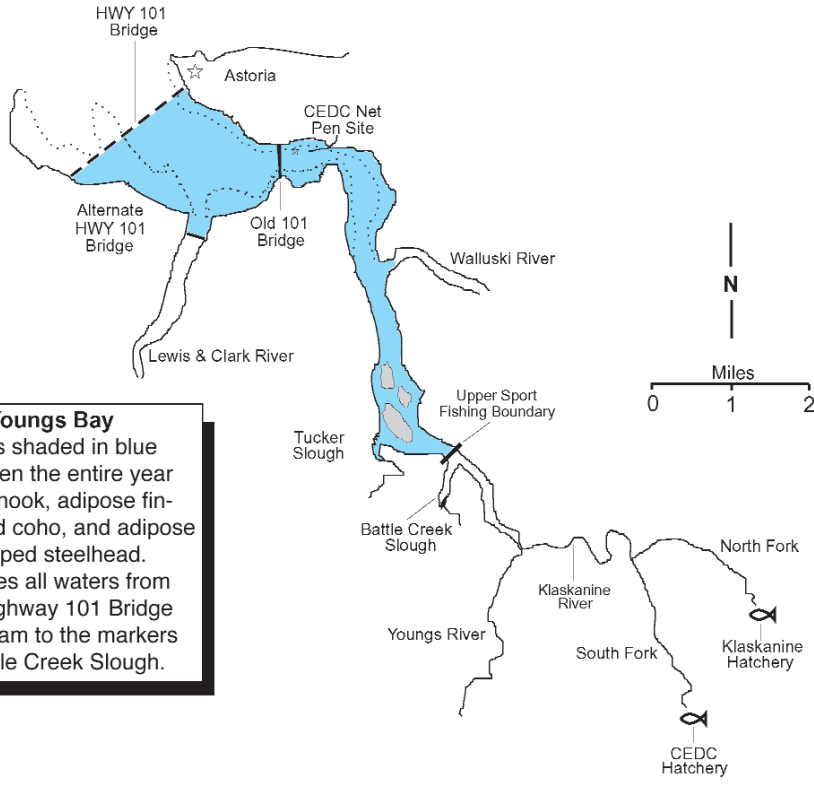 HWY 101
Bridge
Astoria
CEDC Net
Pen Site
Alternate
HWY 101
Bridge
Old 101
Bridge
Walluski River
N
Lewis & Clark River
Miles
0 1 2
Upper Sport
Fishing Boundary
Tucker
Slough
Battle Creek
Slough
North Fork
Klaskanine
River
Youngs River
South Fork
Klaskanine
Hatchery
CEDC
Hatchery
Youngs Bay
s shaded in blue
en the entire year
nook, adipose fin-
d coho, and adipose
ped steelhead.
es all waters from
ghway 101 Bridge
am to the markers
le Creek Slough.